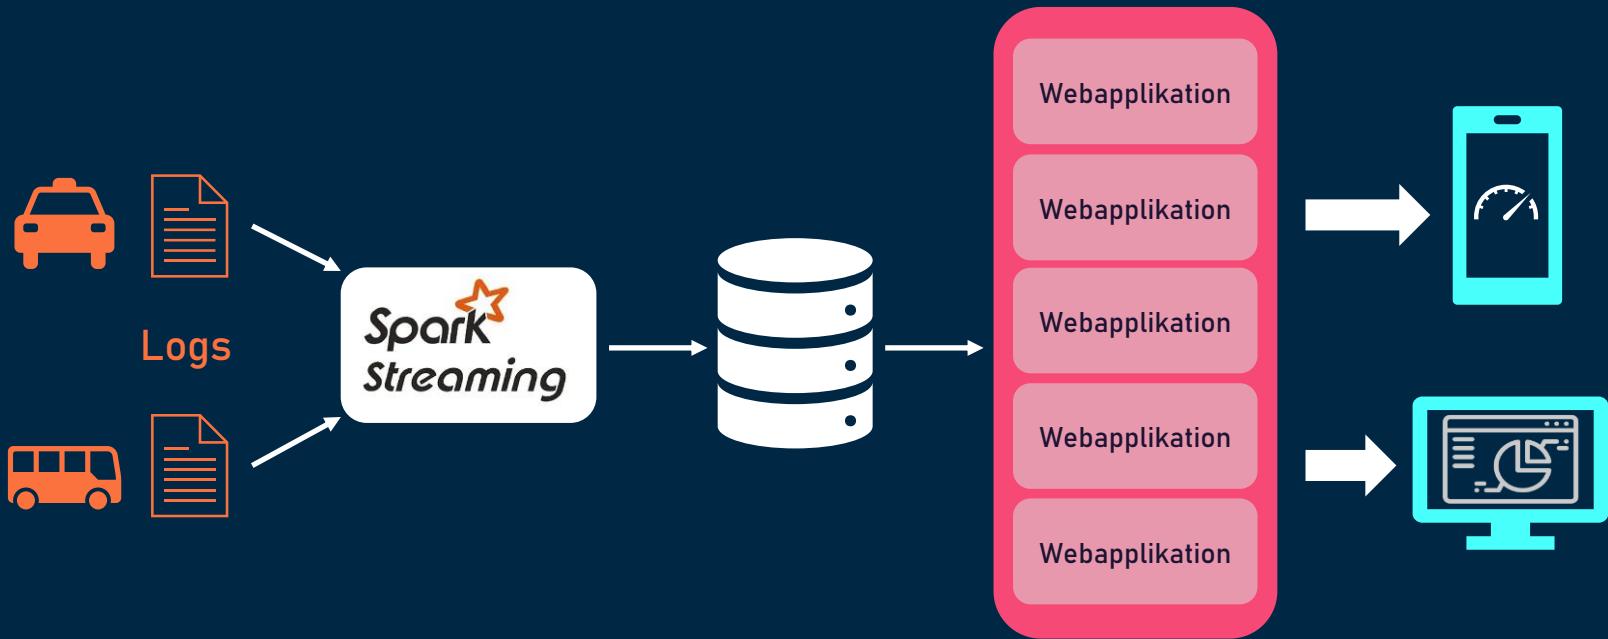 Logs
Spark
Streaming
Webapplikation
Webapplikation
Webapplikation
Webapplikation
Webapplikation